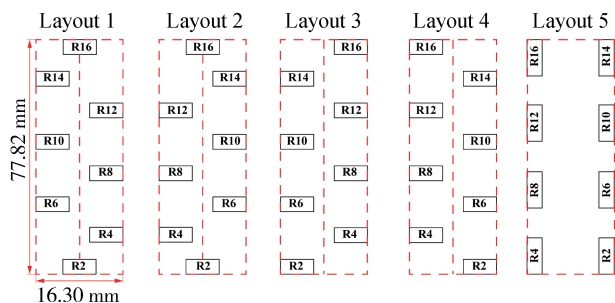 Layout 1 Layout 2 Layout 3 Layout 4 Layout 5
R16 R16 R16 R16 R16 R14
R14 R14 R14 R14
R12 R12 R12 R12 R12 R10
R10 R10 R10 R10
R8 R8 R8 R8 R8 R6
R6 R6 R6 R6
R4 R4 R4 R4 R4 R2
R2 R2 R2 R2
77.82 mm
16.30 mm